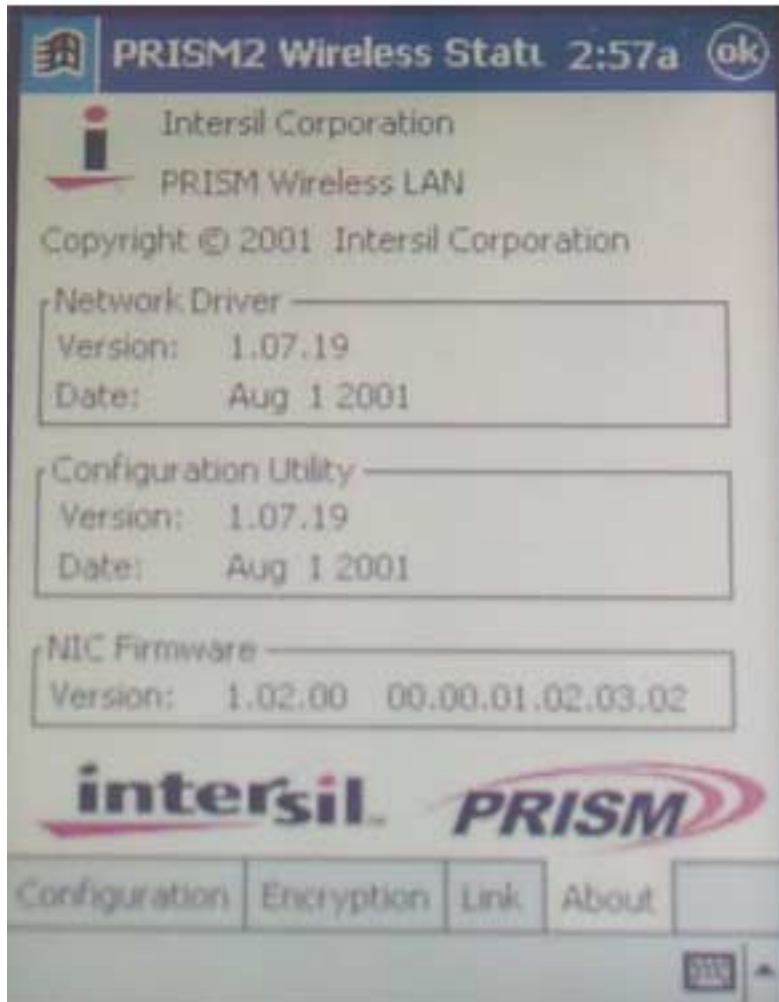 PRISM2 Wireless Statu 2:57a ok
Intersil Corporation
PRISM Wireless LAN
Copyright © 2001 Intersil Corporation
Network Driver
Version: 1.07.19
Date: Aug 1 2001
Configuration Utility
Version: 1.07.19
Date: Aug 1 2001
NIC Firmware
Version: 1.02.00 00.00.01.02.03.02
intersil™ PRISM
Configuration Encryption Link About